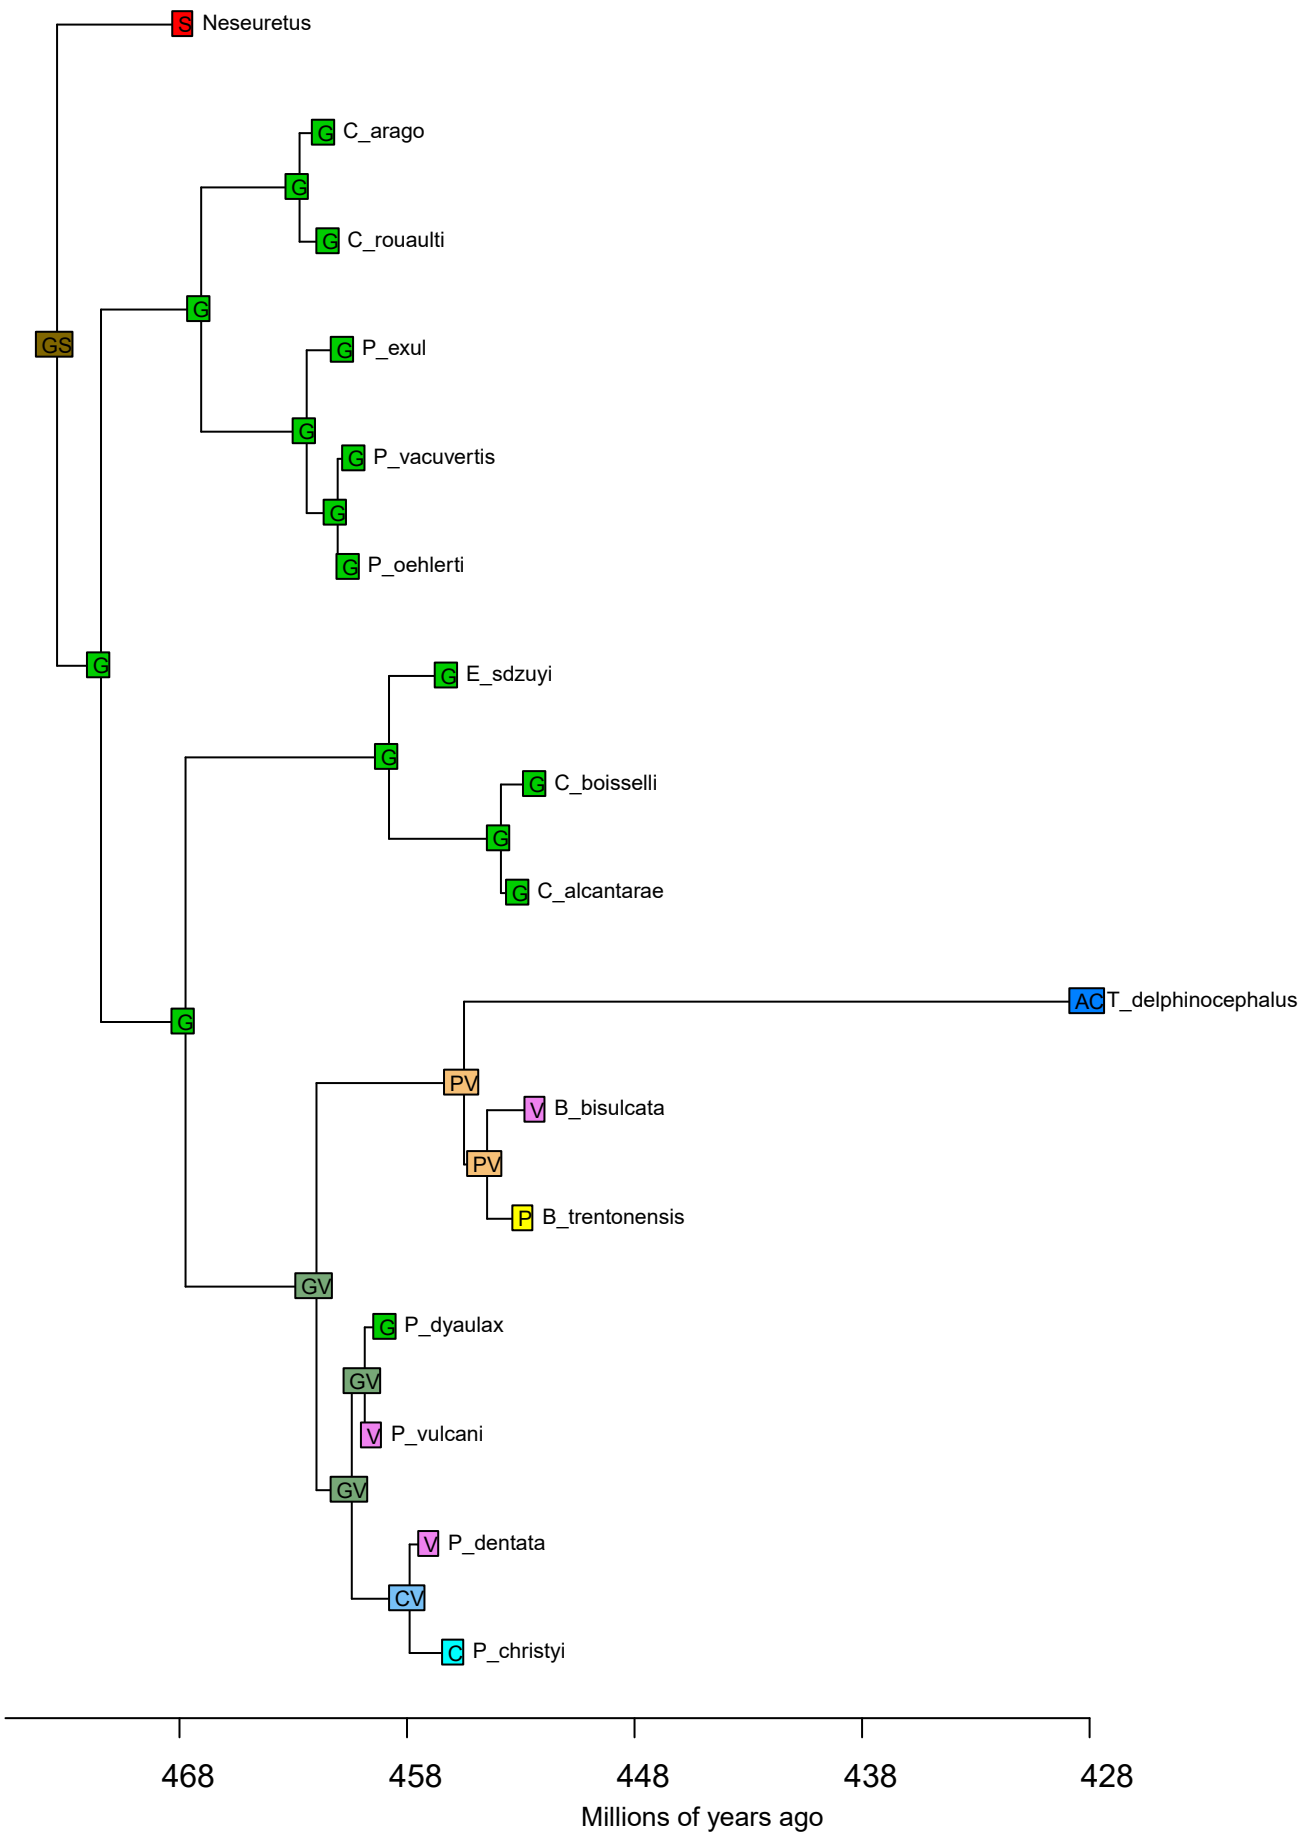 S Neseuretus
G C_arago
G
G C_rouaulti
G
GS
G P_exul
G
G P_vacuvertis
G
G P_oehlerti
G
G E_sdzuyi
G
G C_boisselli
G
G C_alcantarae
AC T_delphinocephalus
G
PV
V B_bisulcata
PV
P B_trentonensis
GV
G P_dyaulax
GV
V P_vulcani
GV
V P_dentata
CV
C P_christyi
468 458 448 438 428
Millions of years ago